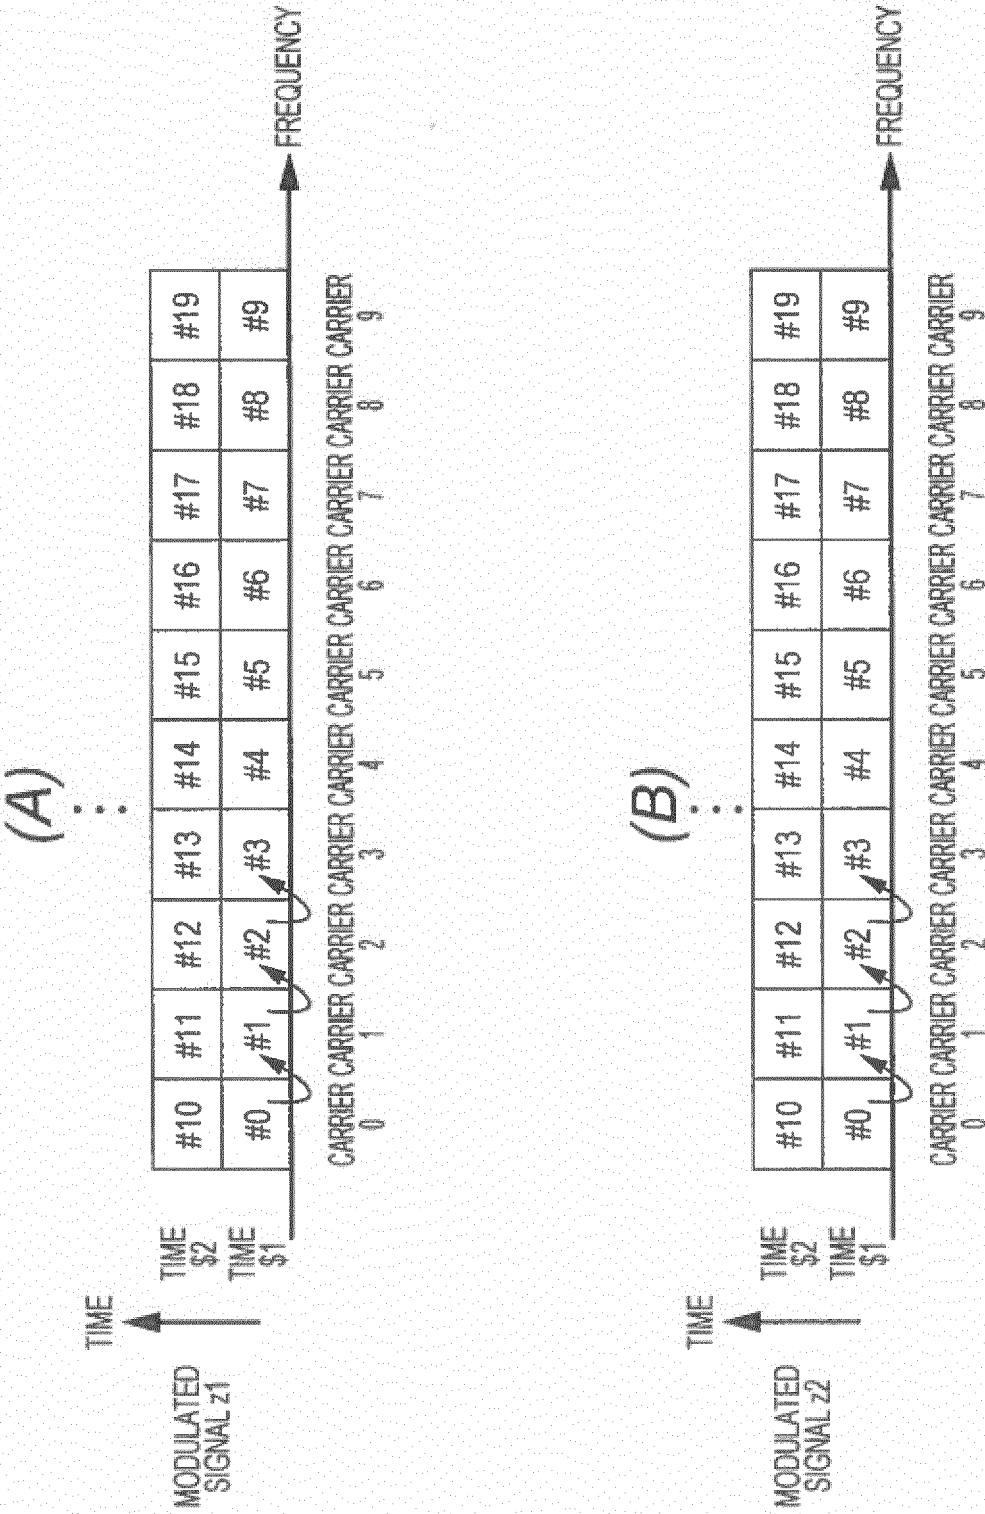 (A)
MODULATED
SIGNAL z1
TIME
TIME
$2
TIME
$1
#10 #11 #12 #13 #14 #15 #16 #17 #18 #19
#0 #1 #2 #3 #4 #5 #6 #7 #8 #9
FREQUENCY
CARRIER CARRIER CARRIER CARRIER CARRIER CARRIER CARRIER CARRIER CARRIER CARRIER
0 1 2 3 4 5 6 7 8 9
(B)
MODULATED
SIGNAL z2
TIME
TIME
$2
TIME
$1
#10 #11 #12 #13 #14 #15 #16 #17 #18 #19
#0 #1 #2 #3 #4 #5 #6 #7 #8 #9
FREQUENCY
CARRIER CARRIER CARRIER CARRIER CARRIER CARRIER CARRIER CARRIER CARRIER CARRIER
0 1 2 3 4 5 6 7 8 9